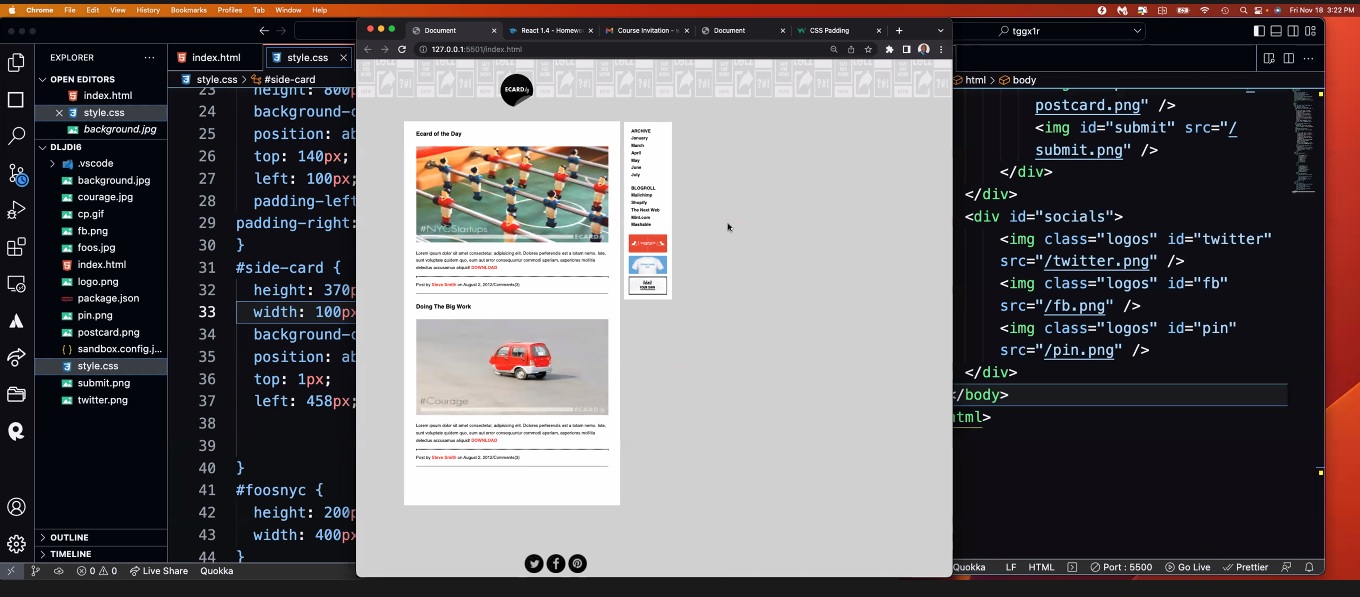 Chrome File Edit View History Bookmarks Profiles Tab Window Help Fri Nov 18 3:22 PM
Document React 1.4 - Homewo Course Invitation - Document CSS Padding
127.0.0.1:5501/index.html
tggx1r
EXPLORER
OPEN EDITORS
index.html
style.css
background.jpg
DLJDI6
.vscode
background.jpg
courage.jpg
cp.gif
fb.png
foos.jpg
index.html
logo.png
package.json
pin.png
postcard.png
sandbox.config.j...
style.css
submit.png
twitter.png
OUTLINE
TIMELINE
index.html style.css
style.css > #side-card
23 height: 800p
24 background-c
25 position: ab
26 top: 140px;
27 left: 100px;
28 padding-left
29 padding-right:
30 }
31 #side-card {
32 height: 370p
33 width: 100px
34 background-c
35 position: ab
36 top: 1px;
37 left: 458px;
38
39
40 }
41 #foosnyc {
42 height: 200p
43 width: 400px
44 }
0 0 Live Share Quokka
ECARD.ly
Ecard of the Day
#NYCStartups
ECARD.ly
Lorem ipsum dolor sit amet consectetur, adipisicing elit. Dolores perferendis est a totam nemo. Iste,
sunt voluptate quidem quo, eum aut error consequuntur commodi aperiam, asperiores mollitia
delectus accusamus aliquid! DOWNLOAD
Post by Steve Smith on August 2, 2012/Comments(3)
Doing The Big Work
#Courage
ECARD.ly
Lorem ipsum dolor sit amet consectetur, adipisicing elit. Dolores perferendis est a totam nemo. Iste,
sunt voluptate quidem quo, eum aut error consequuntur commodi aperiam, asperiores mollitia
delectus accusamus aliquid! DOWNLOAD
Post by Steve Smith on August 2, 2012/Comments(3)
ARCHIVE
January
March
April
May
June
July
BLOGROLL
Mailchimp
Shopify
The Next Web
Mint.com
Mashable
html > body
postcard.png" />
<img id="submit" src="/
submit.png" />
</div>
</div>
<div id="socials">
<img class="logos" id="twitter"
src="/twitter.png" />
<img class="logos" id="fb"
src="/fb.png" />
<img class="logos" id="pin"
src="/pin.png" />
</div>
</body>
html>
Quokka LF HTML Port : 5500 Go Live Prettier